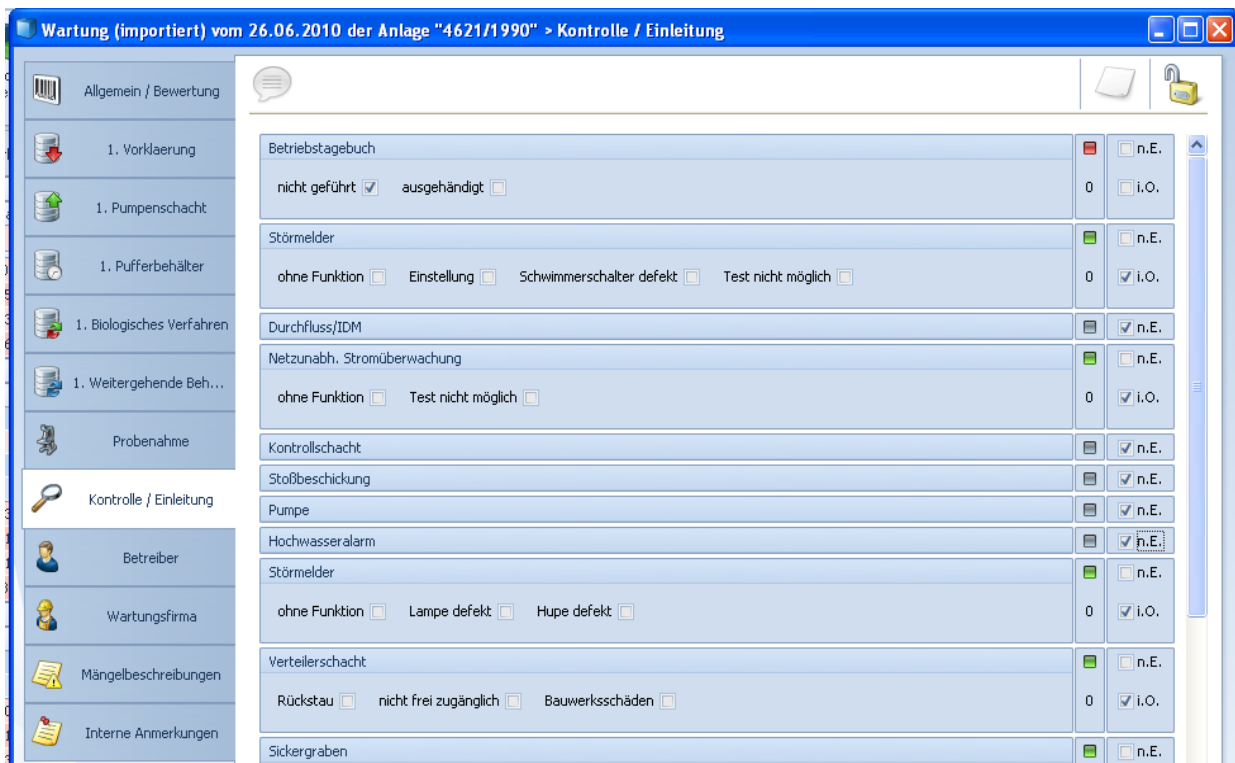 Wartung (importiert) vom 26.06.2010 der Anlage "4621/1990" > Kontrolle / Einleitung
Allgemein / Bewertung
1. Vorklaerung
1. Pumpenschacht
1. Pufferbehälter
1. Biologisches Verfahren
1. Weitergehende Beh...
Probenahme
Kontrolle / Einleitung
Betreiber
Wartungsfirma
Mängelbeschreibungen
Interne Anmerkungen
Betriebstagebuch n.E.
nicht geführt ausgehändigt 0 i.O.
Störmelder n.E.
ohne Funktion Einstellung Schwimmerschalter defekt Test nicht möglich 0 i.O.
Durchfluss/IDM n.E.
Netzunabh. Stromüberwachung n.E.
ohne Funktion Test nicht möglich 0 i.O.
Kontrollschacht n.E.
Stoßbeschickung n.E.
Pumpe n.E.
Hochwasseralarm n.E.
Störmelder n.E.
ohne Funktion Lampe defekt Hupe defekt 0 i.O.
Verteilerschacht n.E.
Rückstau nicht frei zugänglich Bauwerksschäden 0 i.O.
Sickergraben n.E.